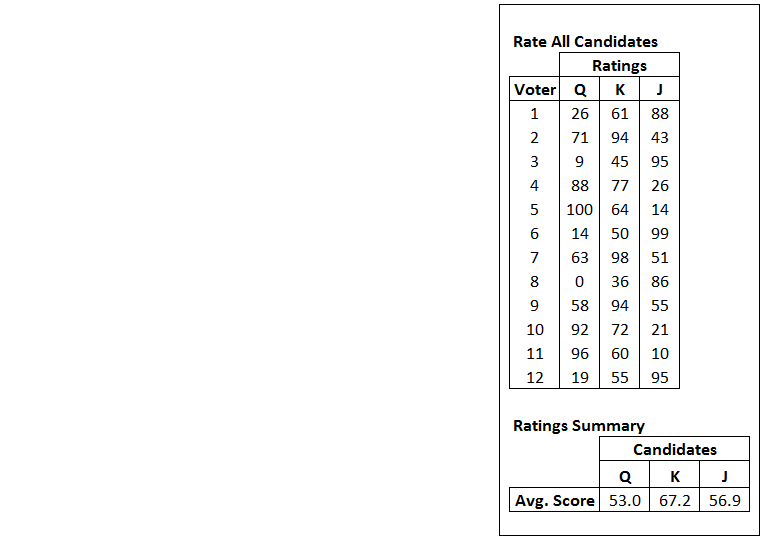 Rate All Candidates
Ratings
Voter Q K J
1 26 61 88
2 71 94 43
3 9 45 95
4 88 77 26
5 100 64 14
6 14 50 99
7 63 98 51
8 0 36 86
9 58 94 55
10 92 72 21
11 96 60 10
12 19 55 95
Ratings Summary
Candidates
Q K J
Avg. Score 53.0 67.2 56.9